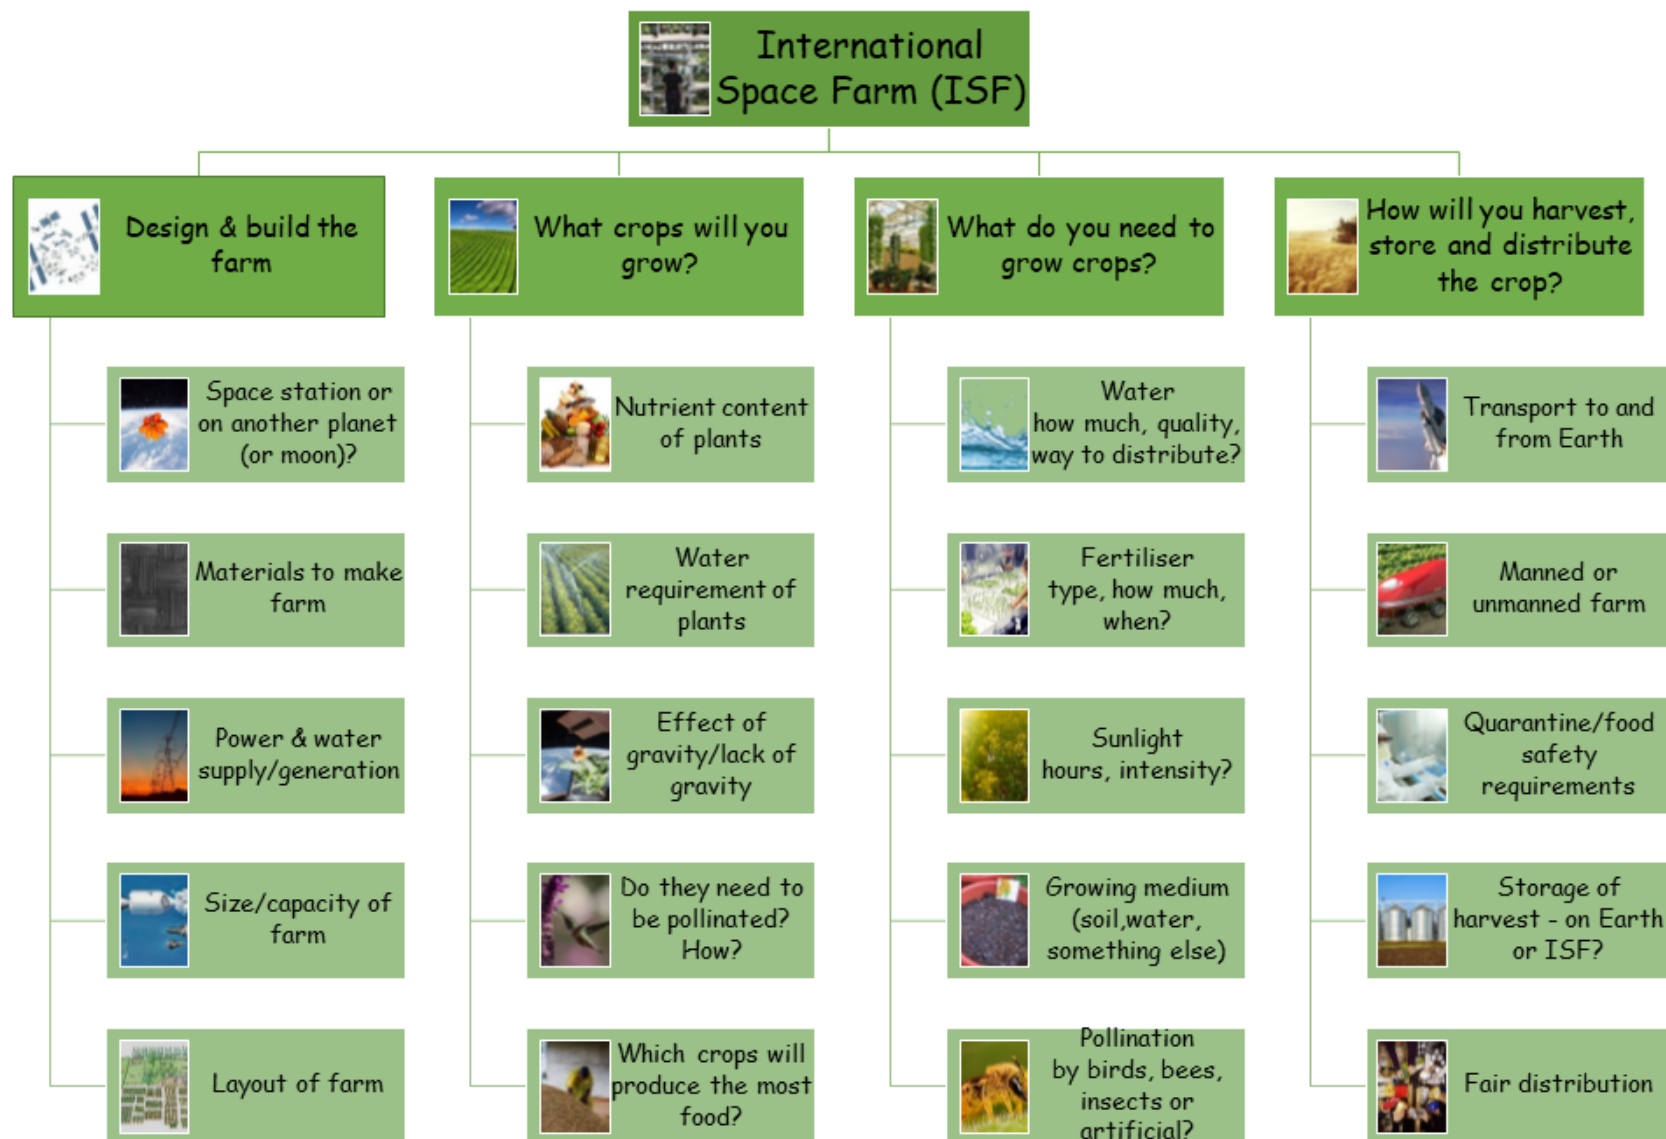 International
Space Farm (ISF)
Design & build the
farm
Space station or
on another planet
(or moon)?
Materials to make
farm
Power & water
supply/generation
Size/capacity of
farm
Layout of farm
What crops will you
grow?
Nutrient content
of plants
Water
requirement of
plants
Effect of
gravity/lack of
gravity
Do they need to
be pollinated?
How?
Which crops will
produce the most
food?
What do you need to
grow crops?
Water
how much, quality,
way to distribute?
Fertiliser
type, how much,
when?
Sunlight
hours, intensity?
Growing medium
(soil,water,
something else)
Pollination
by birds, bees,
insects or
artificial?
How will you harvest,
store and distribute
the crop?
Transport to and
from Earth
Manned or
unmanned farm
Quarantine/food
safety
requirements
Storage of
harvest - on Earth
or ISF?
Fair distribution